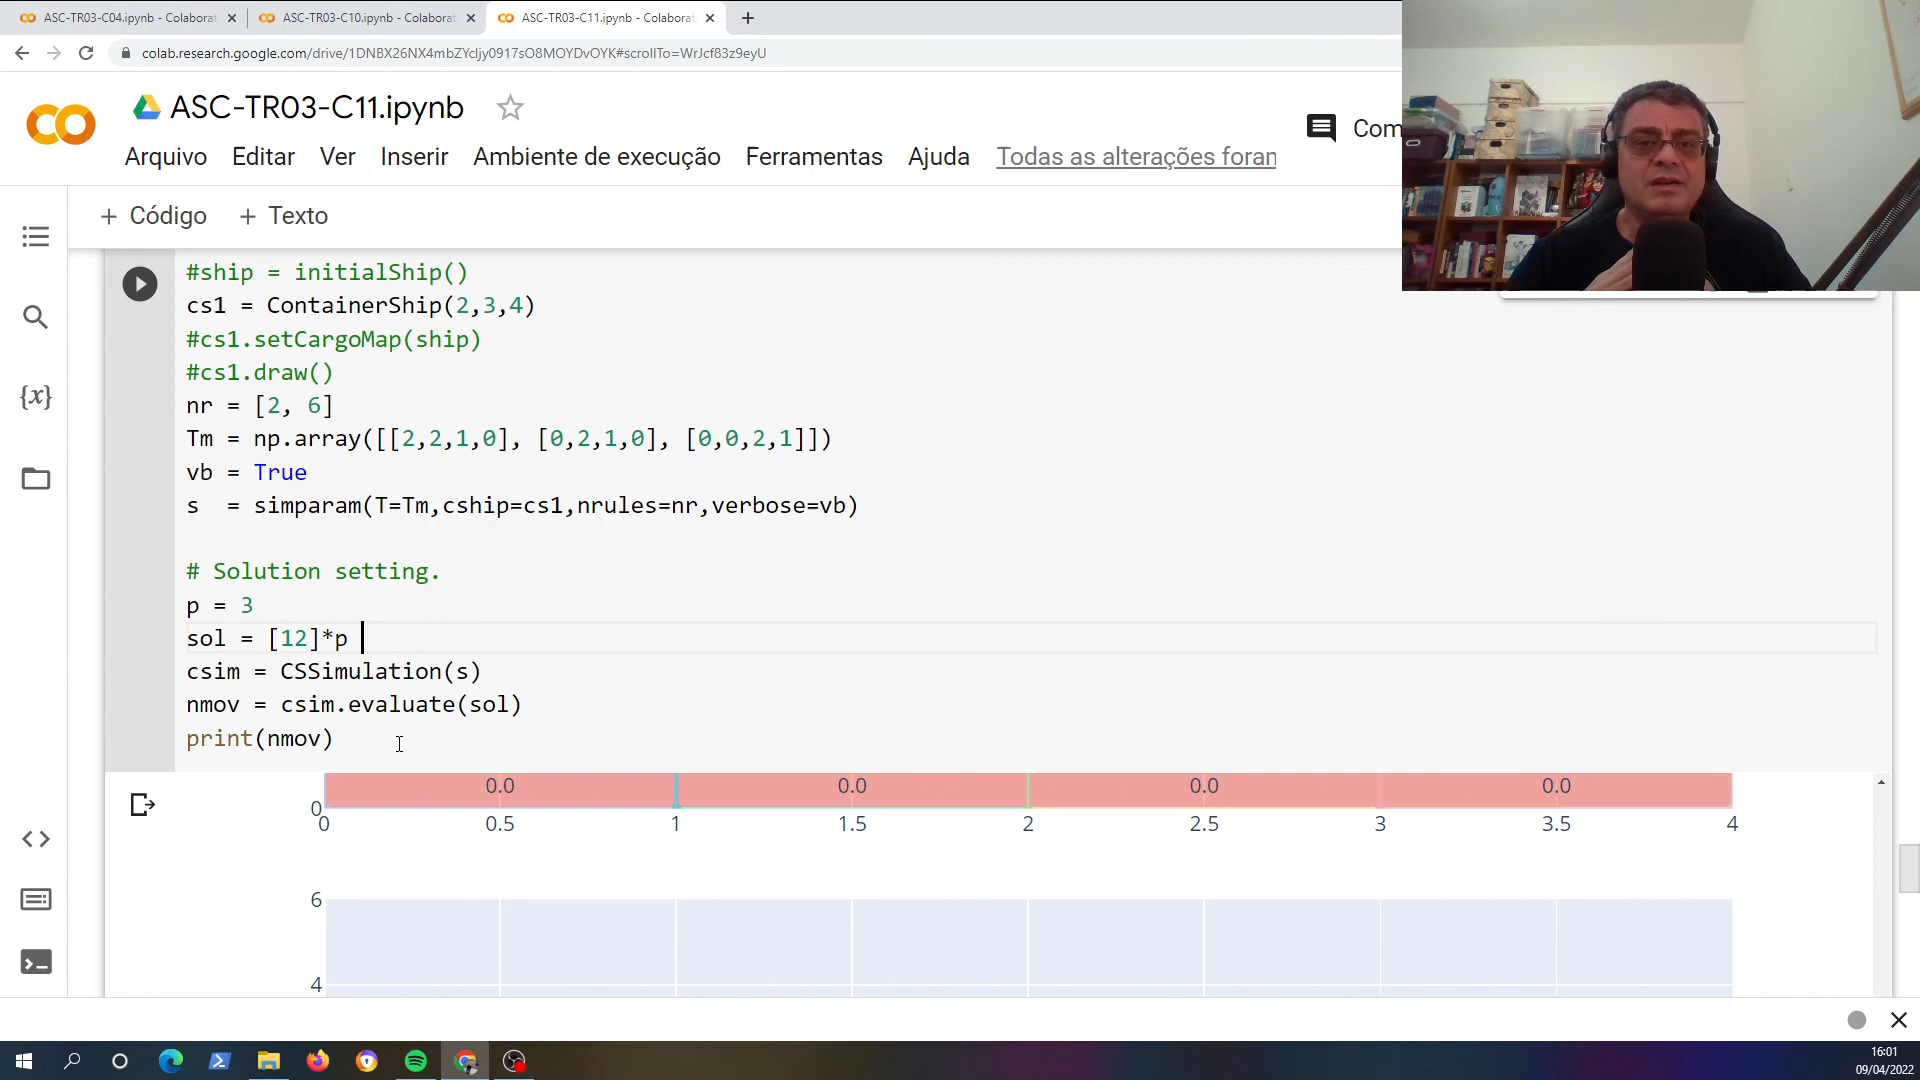 ASC-TR03-C04.ipynb - Colaborat
ASC-TR03-C10.ipynb - Colaborat
ASC-TR03-C11.ipynb - Colaborat
colab.research.google.com/drive/1DNBX26NX4mbZYcIjy0917sO8MOYDvOYK#scrollTo=WrJcf83z9eyU
ASC-TR03-C11.ipynb
Com
Arquivo Editar Ver Inserir Ambiente de execução Ferramentas Ajuda Todas as alterações foran
+ Código + Texto
#ship = initialShip()
cs1 = ContainerShip(2,3,4)
#cs1.setCargoMap(ship)
#cs1.draw()
nr = [2, 6]
Tm = np.array([[2,2,1,0], [0,2,1,0], [0,0,2,1]])
vb = True
s = simparam(T=Tm,cship=cs1,nrules=nr,verbose=vb)
# Solution setting.
p = 3
sol = [12]*p
csim = CSSimulation(s)
nmov = csim.evaluate(sol)
print(nmov)
0.0 0.0 0.0 0.0
0
0 0.5 1 1.5 2 2.5 3 3.5 4
6
4
16:01
09/04/2022